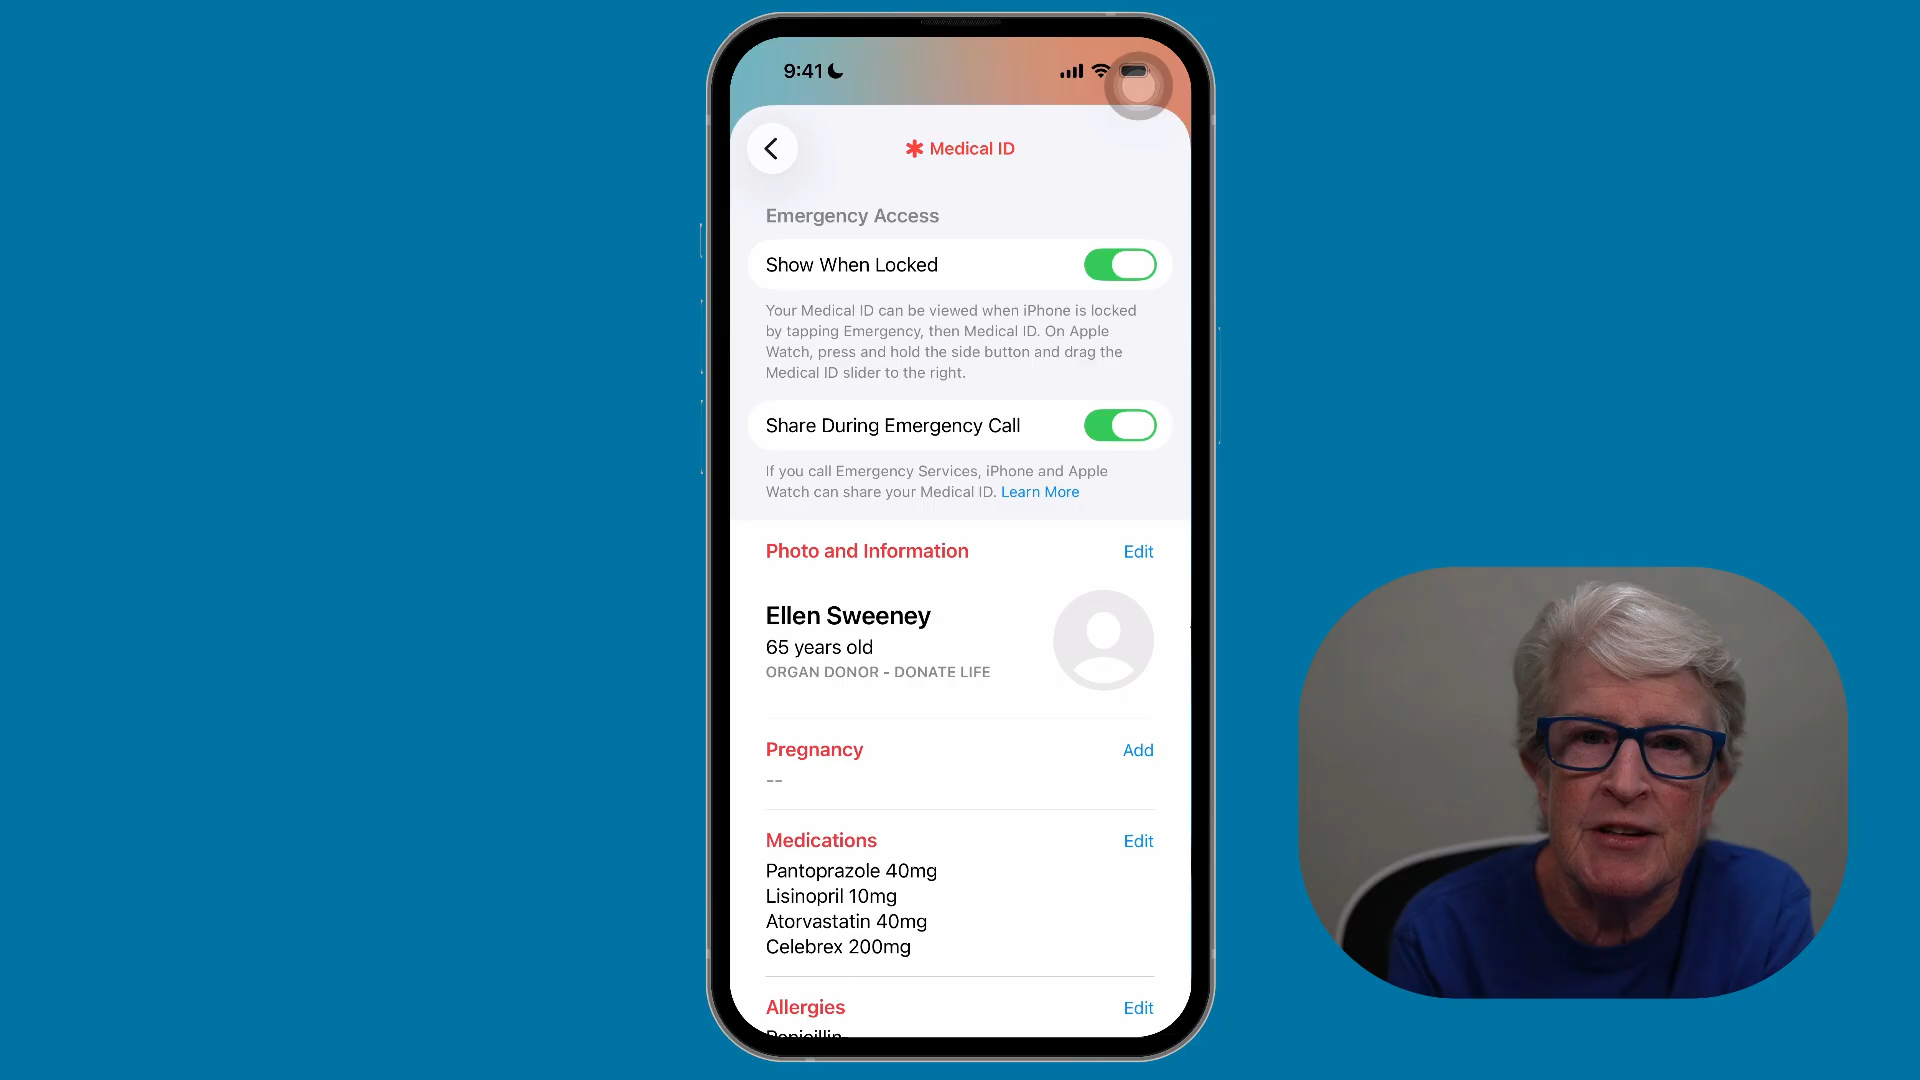 9:41
Medical ID
Emergency Access
Show When Locked
Your Medical ID can be viewed when iPhone is locked
by tapping Emergency, then Medical ID. On Apple
Watch, press and hold the side button and drag the
Medical ID slider to the right.
Share During Emergency Call
If you call Emergency Services, iPhone and Apple
Watch can share your Medical ID. Learn More
Photo and Information Edit
Ellen Sweeney
65 years old
ORGAN DONOR - DONATE LIFE
Pregnancy Add
--
Medications Edit
Pantoprazole 40mg
Lisinopril 10mg
Atorvastatin 40mg
Celebrex 200mg
Allergies Edit
Penicillin